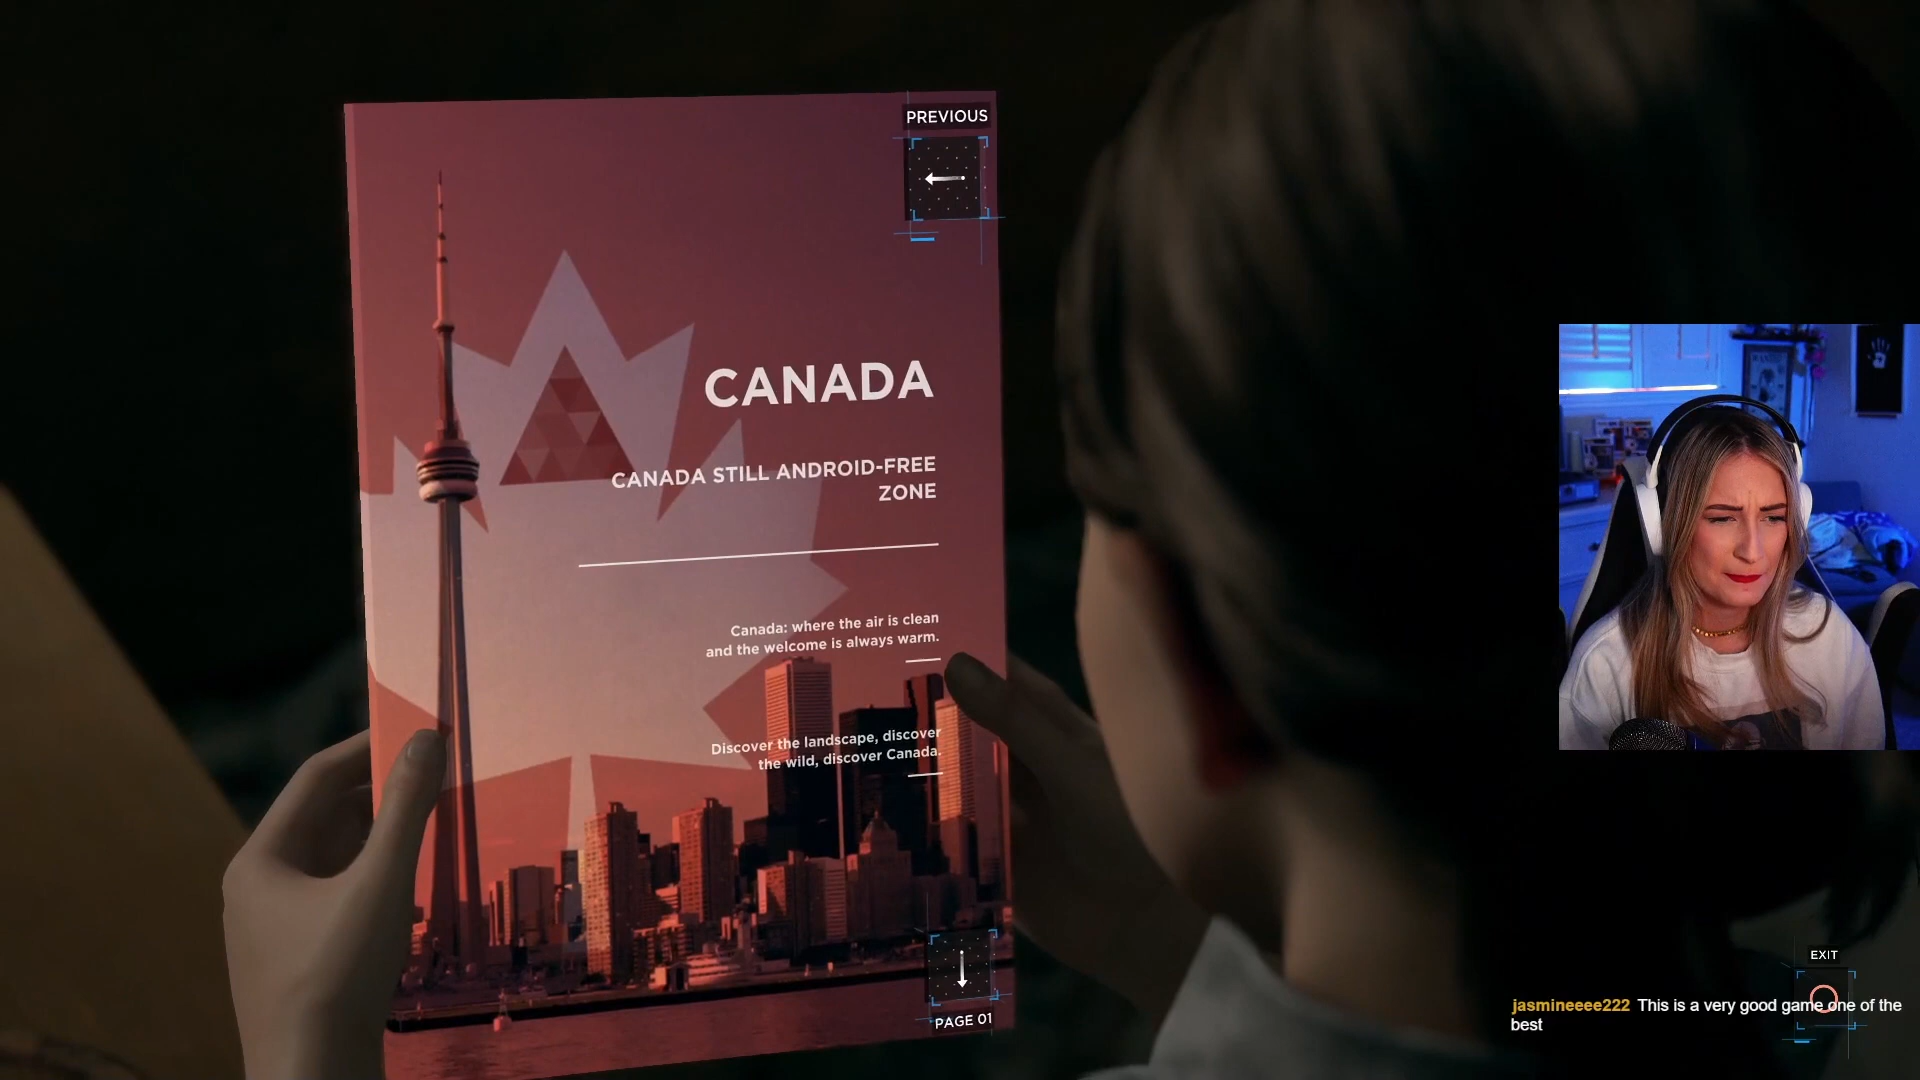 PREVIOUS
CANADA
CANADA STILL ANDROID-FREE
ZONE
Canada: where the air is clean
and the welcome is always warm.
Discover the landscape, discover
the wild, discover Canada.
PAGE 01
EXIT
jasmineeee222 This is a very good game one of the
best